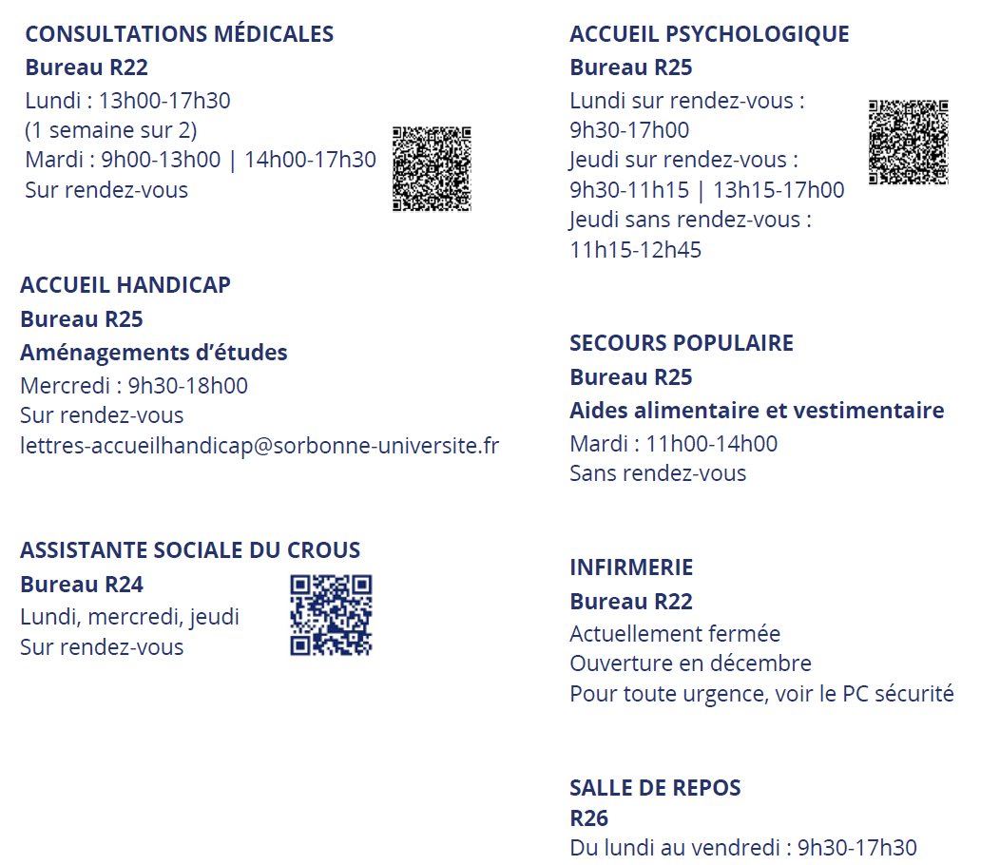 CONSULTATIONS MÉDICALES
Bureau R22
Lundi : 13h00-17h30
(1 semaine sur 2)
Mardi : 9h00-13h00 | 14h00-17h30
Sur rendez-vous
ACCUEIL HANDICAP
Bureau R25
Aménagements d’études
Mercredi : 9h30-18h00
Sur rendez-vous
lettres-accueilhandicap@sorbonne-universite.fr
ASSISTANTE SOCIALE DU CROUS
Bureau R24
Lundi, mercredi, jeudi
Sur rendez-vous
ACCUEIL PSYCHOLOGIQUE
Bureau R25
Lundi sur rendez-vous :
9h30-17h00
Jeudi sur rendez-vous :
9h30-11h15 | 13h15-17h00
Jeudi sans rendez-vous :
11h15-12h45
SECOURS POPULAIRE
Bureau R25
Aides alimentaire et vestimentaire
Mardi : 11h00-14h00
Sans rendez-vous
INFIRMERIE
Bureau R22
Actuellement fermée
Ouverture en décembre
Pour toute urgence, voir le PC sécurité
SALLE DE REPOS
R26
Du lundi au vendredi : 9h30-17h30